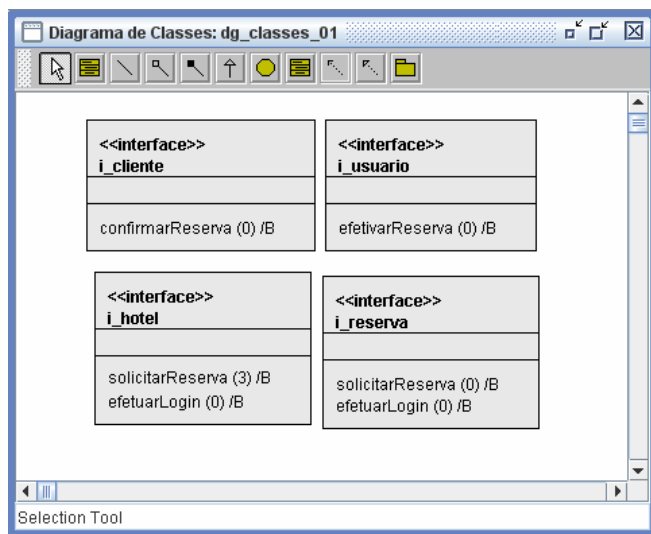 Diagrama de Classes: dg_classes_01
<<interface>>
i_cliente
confirmarReserva (0) /B
<<interface>>
i_usuario
efetivarReserva (0) /B
<<interface>>
i_hotel
solicitarReserva (3) /B
efetuarLogin (0) /B
<<interface>>
i_reserva
solicitarReserva (0) /B
efetuarLogin (0) /B
Selection Tool